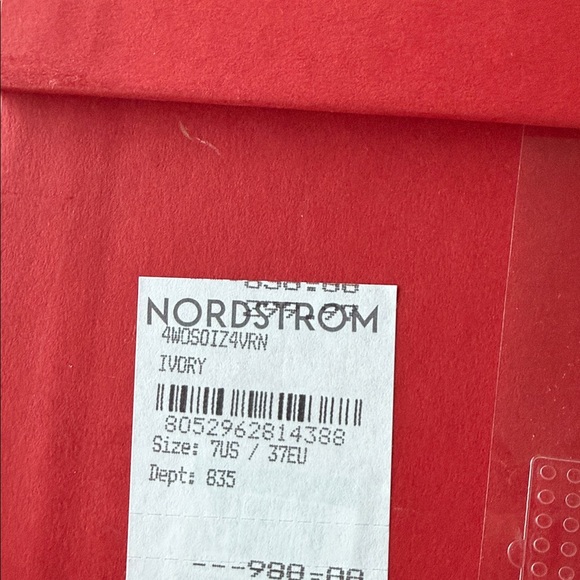 NORDSTROM
4WOSOIZ4VRN
IVORY
8052962814388
Size: 7US / 37EU
Dept: 835